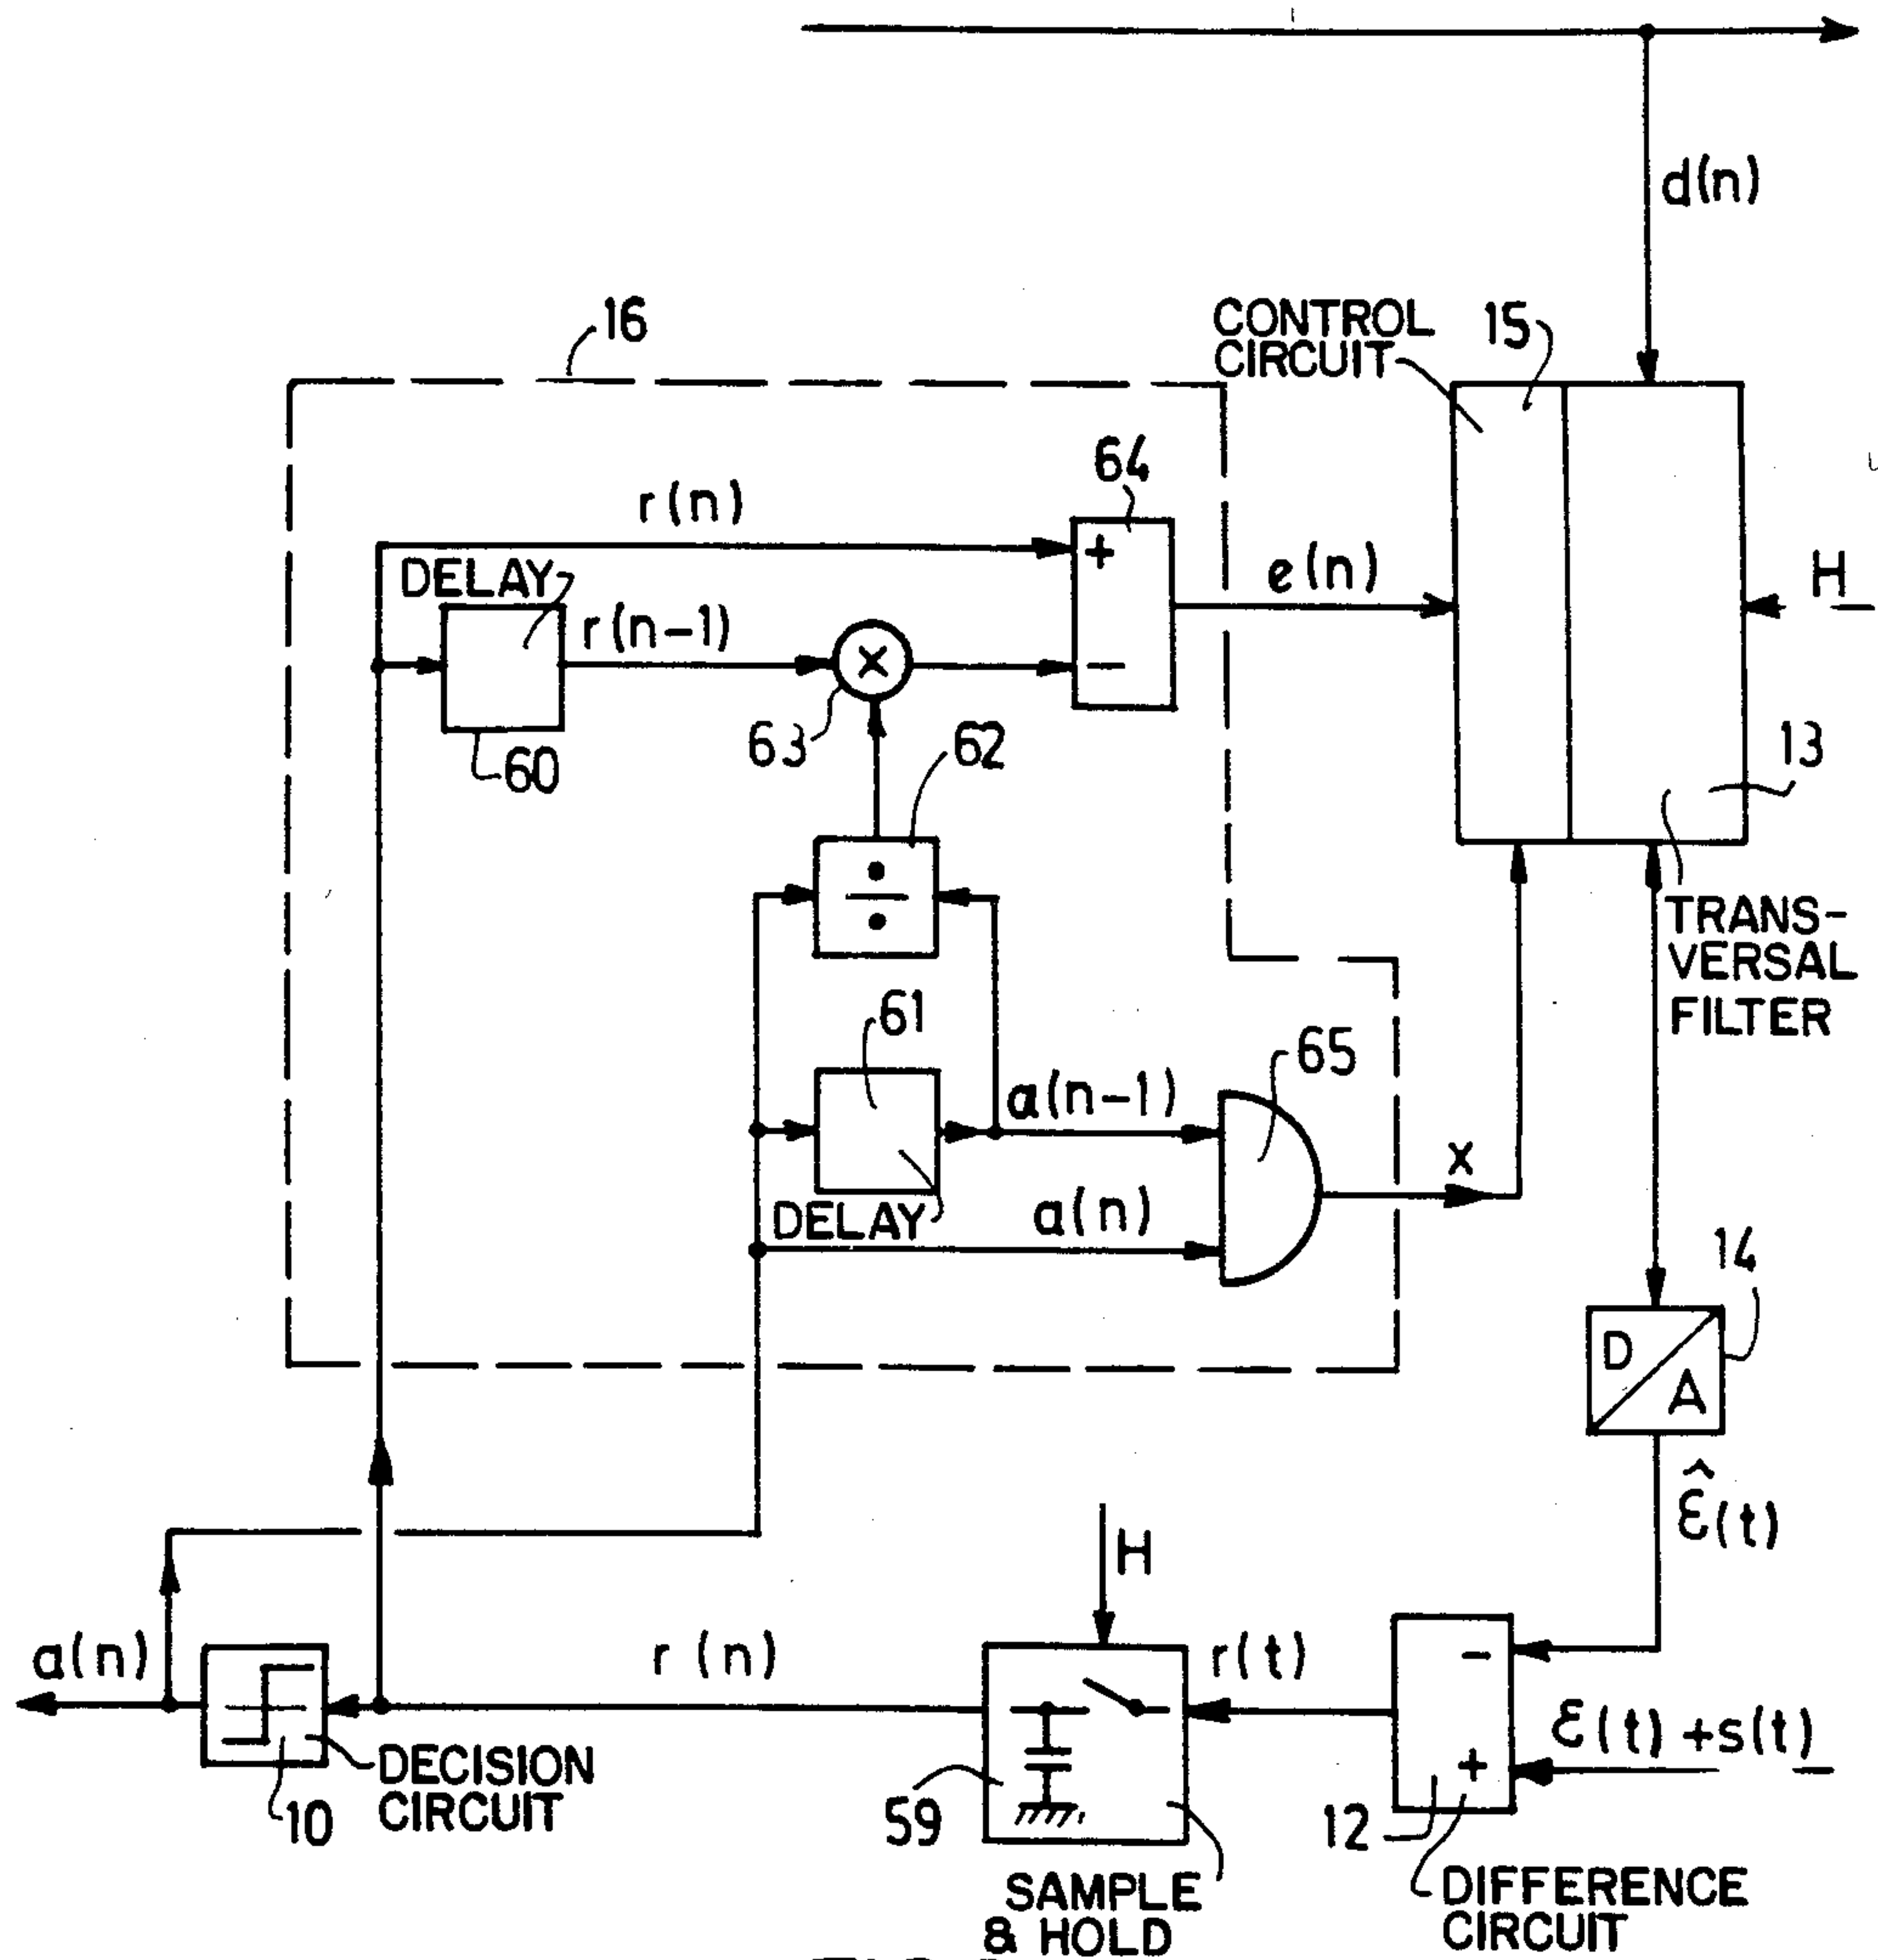 d(n)
16
CONTROL
CIRCUIT
15
64
r(n)
+
e(n)
H
DELAY
r(n-1)
×
−
63
62
60
13
÷
TRANS-
VERSAL
FILTER
61
65
a(n-1)
x
DELAY
a(n)
14
D
A
ε̂(t)
H
a(n)
r(n)
r(t)
−
ε(t)+s(t)
+
DECISION
CIRCUIT
10
59
12
SAMPLE
& HOLD
DIFFERENCE
CIRCUIT